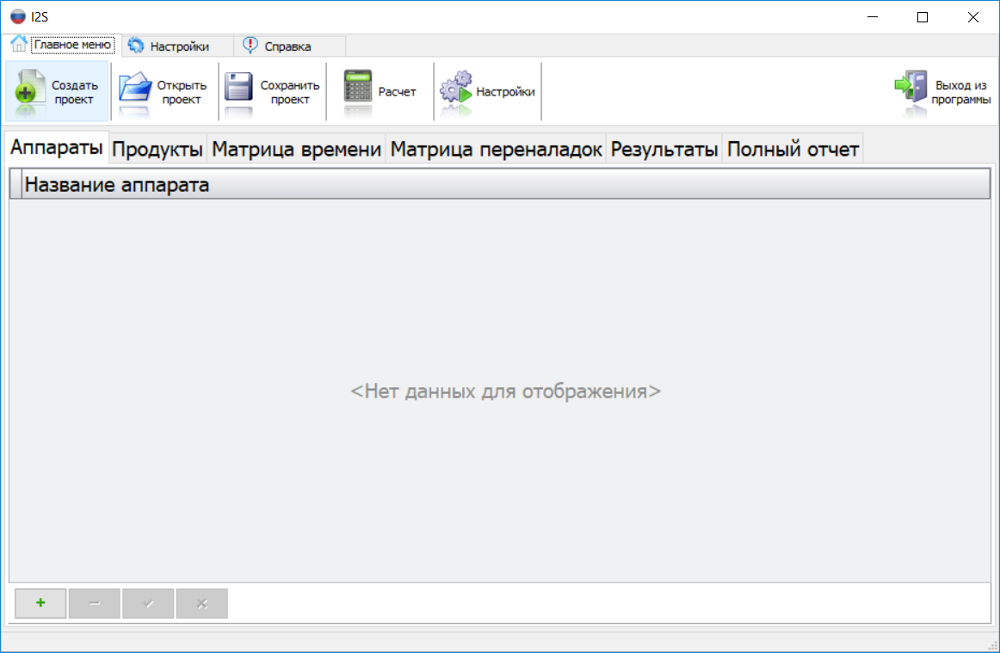 I2S
Главное меню
Настройки
Справка
Создать
проект
Открыть
проект
Сохранить
проект
Расчет
Настройки
Выход из
программы
Аппараты
Продукты
Матрица времени
Матрица переналадок
Результаты
Полный отчет
Название аппарата
<Нет данных для отображения>